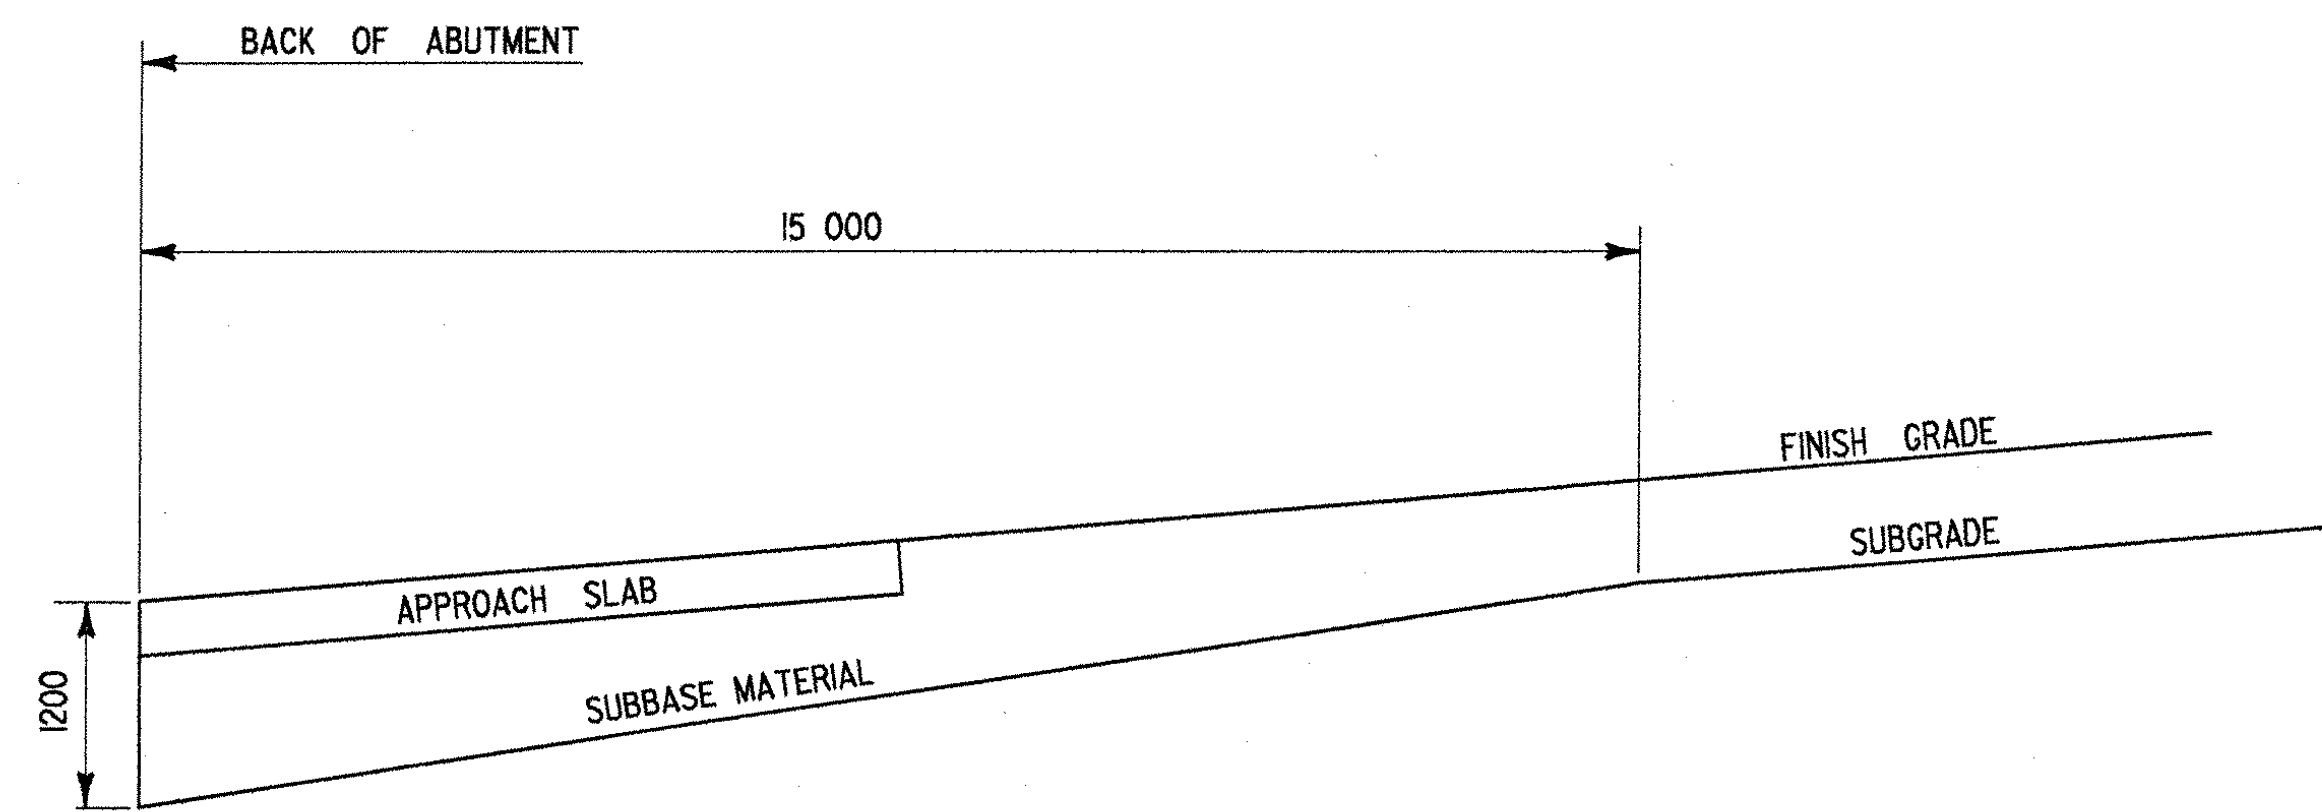 BACK OF ABUTMENT
15 000
FINISH GRADE
SUBGRADE
APPROACH SLAB
SUBBASE MATERIAL
1200